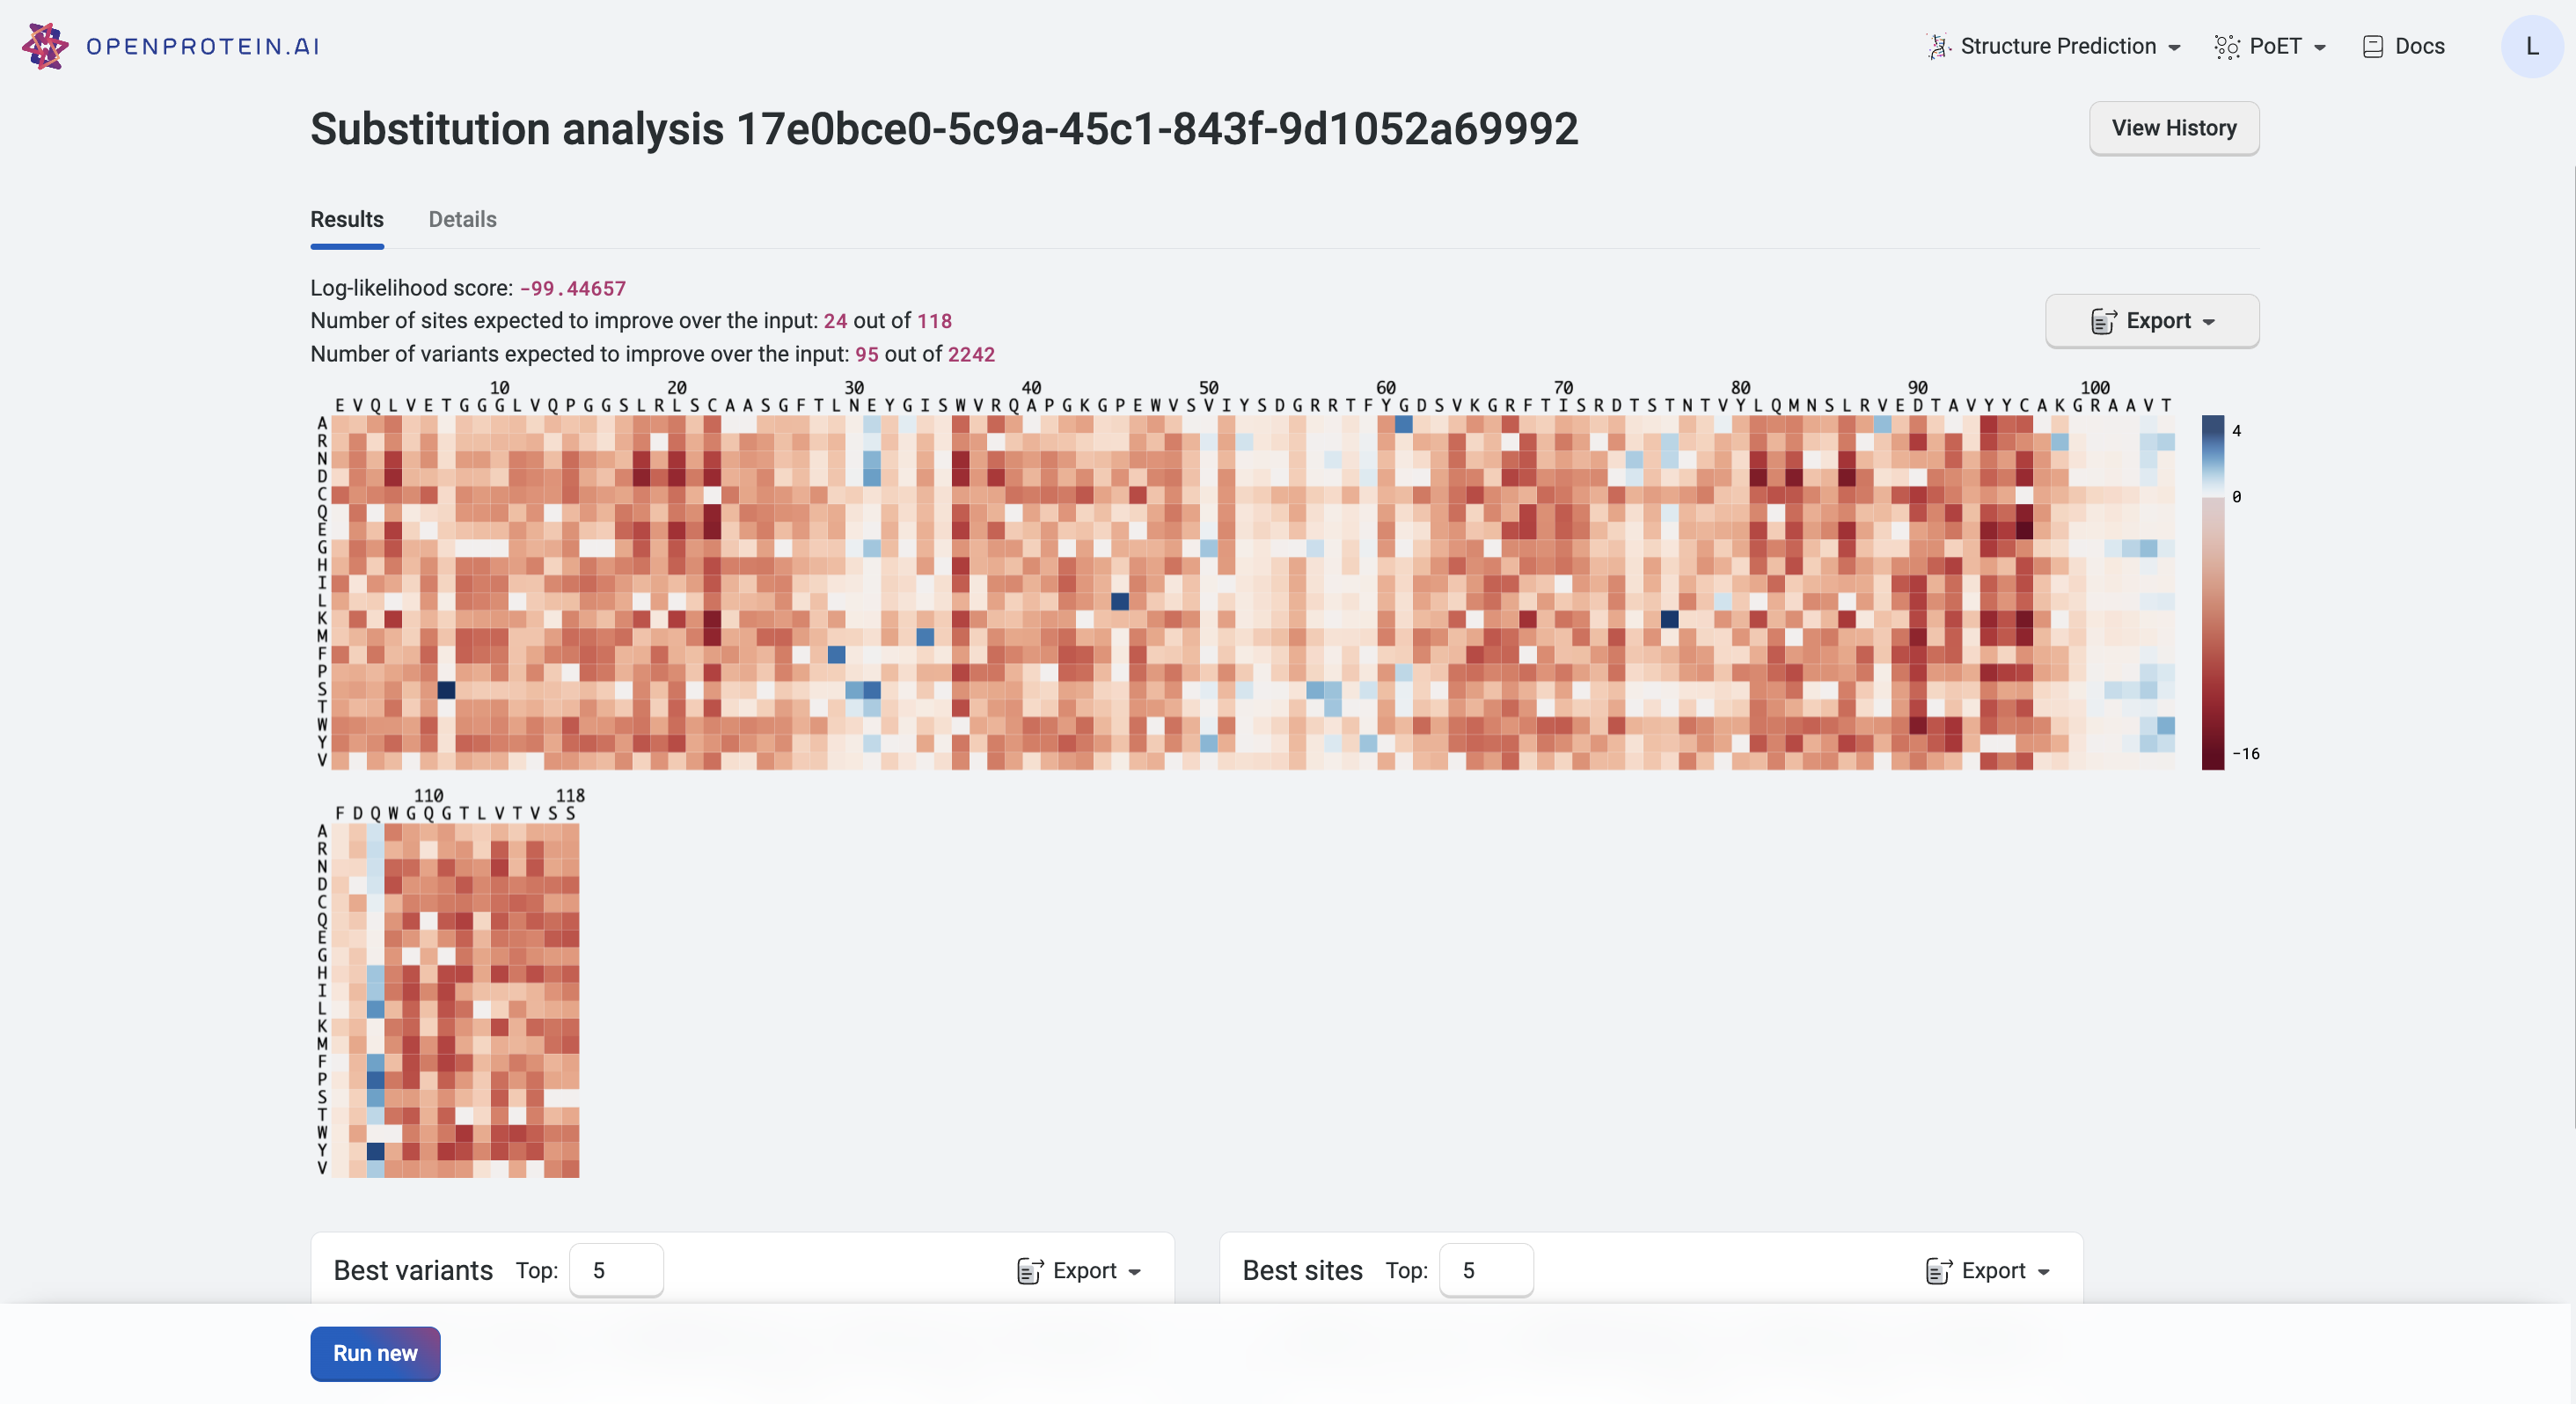 OPENPROTEIN.AI
Structure Prediction
PoET
Docs
L
Substitution analysis 17e0bce0-5c9a-45c1-843f-9d1052a69992
View History
Results
Details
Log-likelihood score: -99.44657
Number of sites expected to improve over the input: 24 out of 118
Number of variants expected to improve over the input: 95 out of 2242
Export
10 20 30 40 50 60 70 80 90 100
E V Q L V E T G G G L V Q P G G S L R L S C A A S G F T L N E Y G I S W V R Q A P G K G P E W V S V I Y S D G R R T F Y G D S V K G R F T I S R D T S T N T V Y L Q M N S L R V E D T A V Y Y C A K G R A A V T
A
R
N
D
C
Q
E
G
H
I
L
K
M
F
P
S
T
W
Y
V
4
0
-16
110 118
F D Q W G Q G T L V T V S S
A
R
N
D
C
Q
E
G
H
I
L
K
M
F
P
S
T
W
Y
V
Best variants Top: 5 Export
Best sites Top: 5 Export
Run new